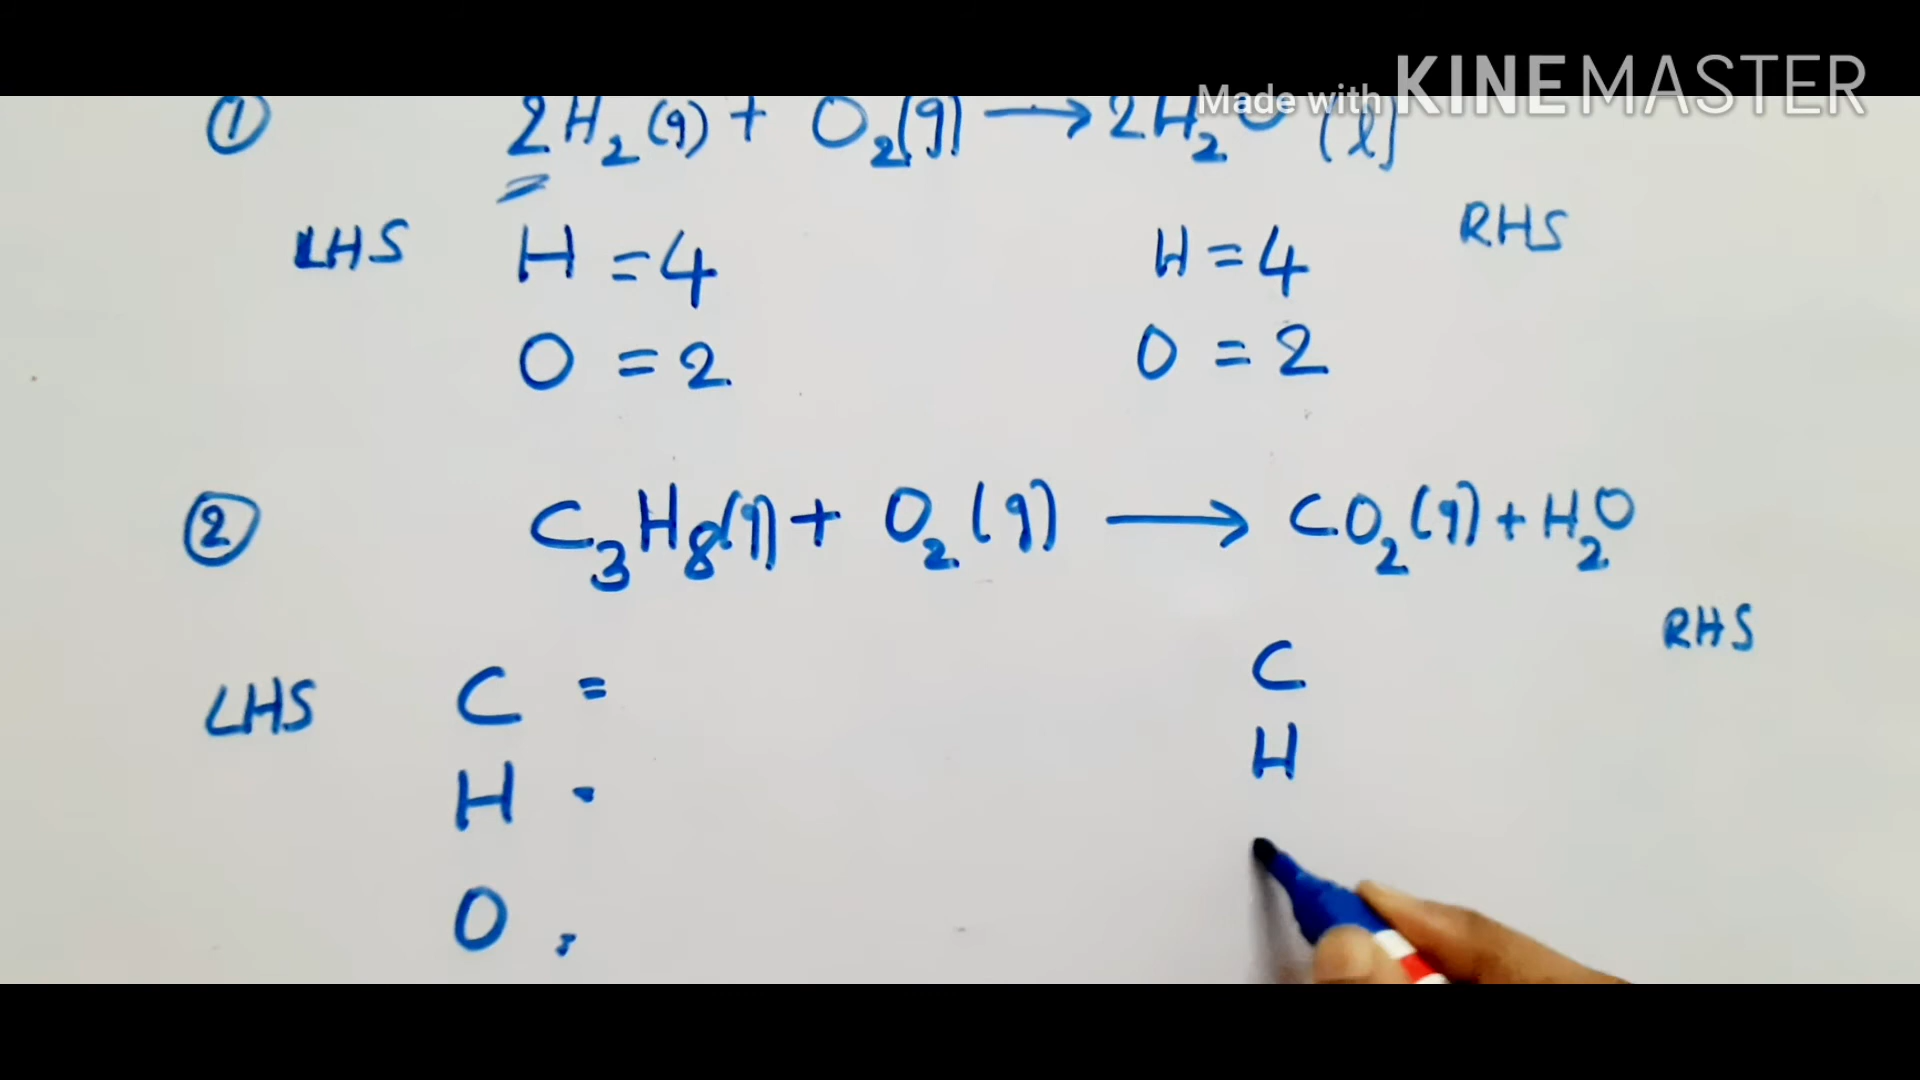 Made with KINEMASTER
① 2H₂(g) + O₂(g) → 2H₂O (l)
LHS H = 4 H = 4 RHS
O = 2 O = 2
② C₃H₈(g) + O₂(g) → CO₂(g) + H₂O
RHS
LHS C = C
H - H
O